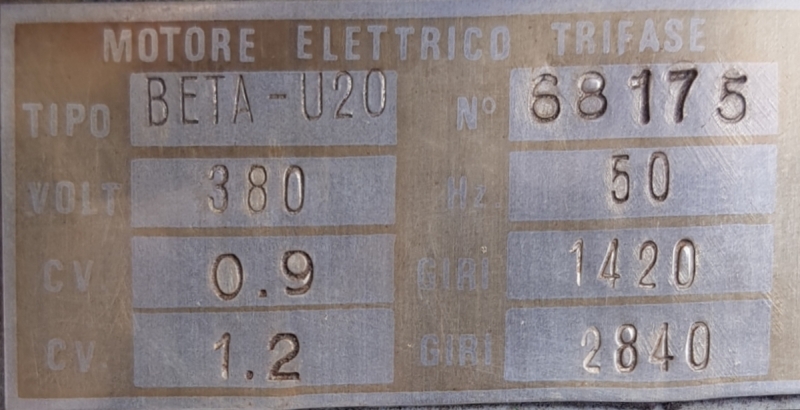 MOTORE ELETTRICO TRIFASE
TIPO BETA-U20 Nº 68175
VOLT 380 Hz 50
CV 0.9 GIRI 1420
CV 1.2 GIRI 2840